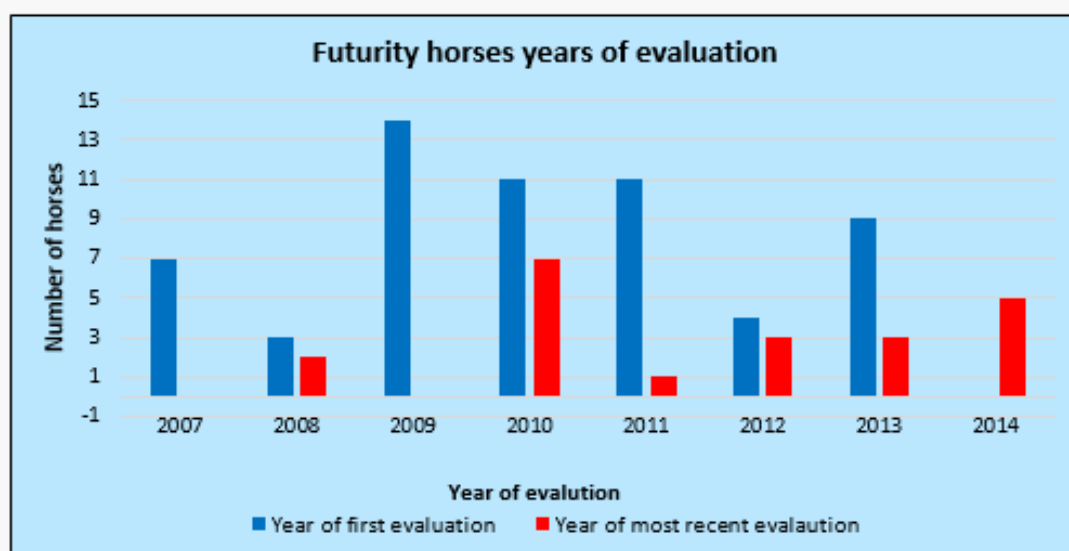 Futurity horses years of evaluation
15
13
11
9
7
5
3
1
-1
Number of horses
2007 2008 2009 2010 2011 2012 2013 2014
Year of evalution
Year of first evaluation Year of most recent evalaution